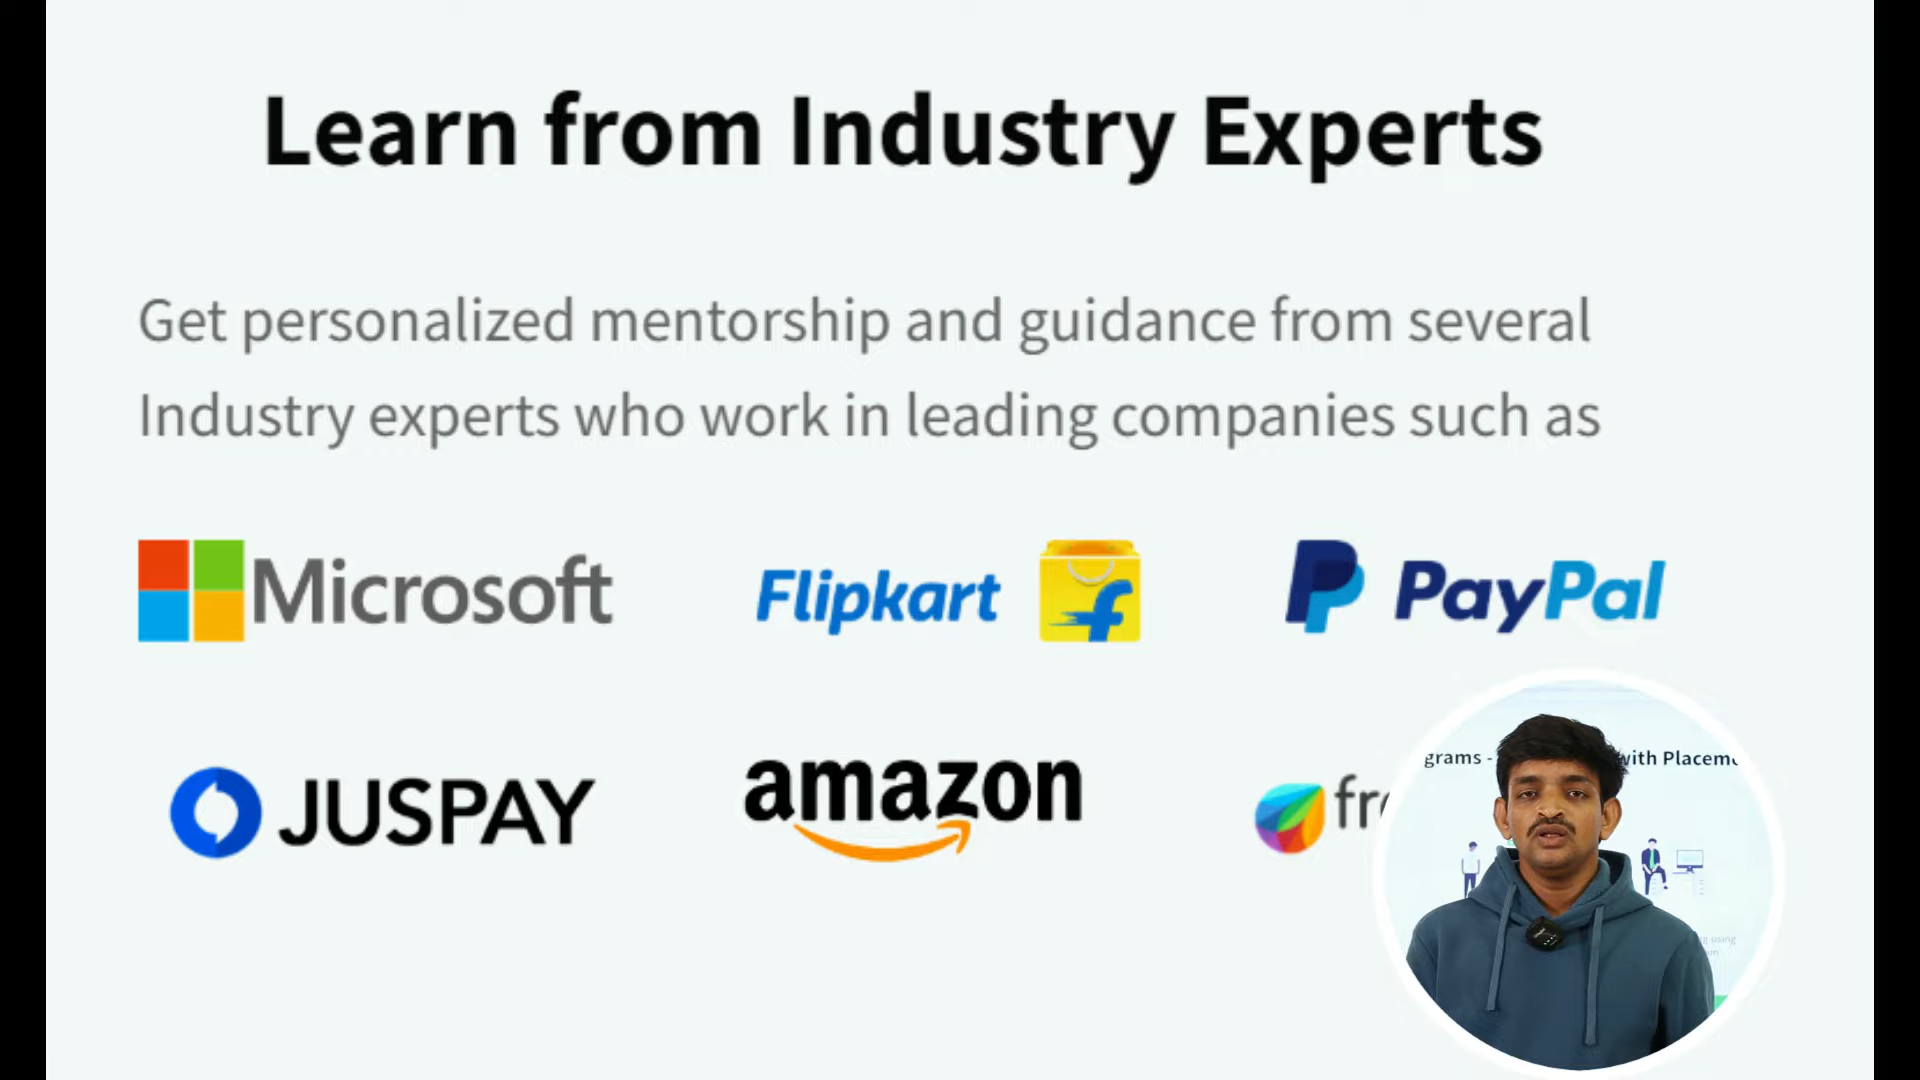 Learn from Industry Experts
Get personalized mentorship and guidance from several
Industry experts who work in leading companies such as
Microsoft
Flipkart
PayPal
JUSPAY
amazon
grams - with
using